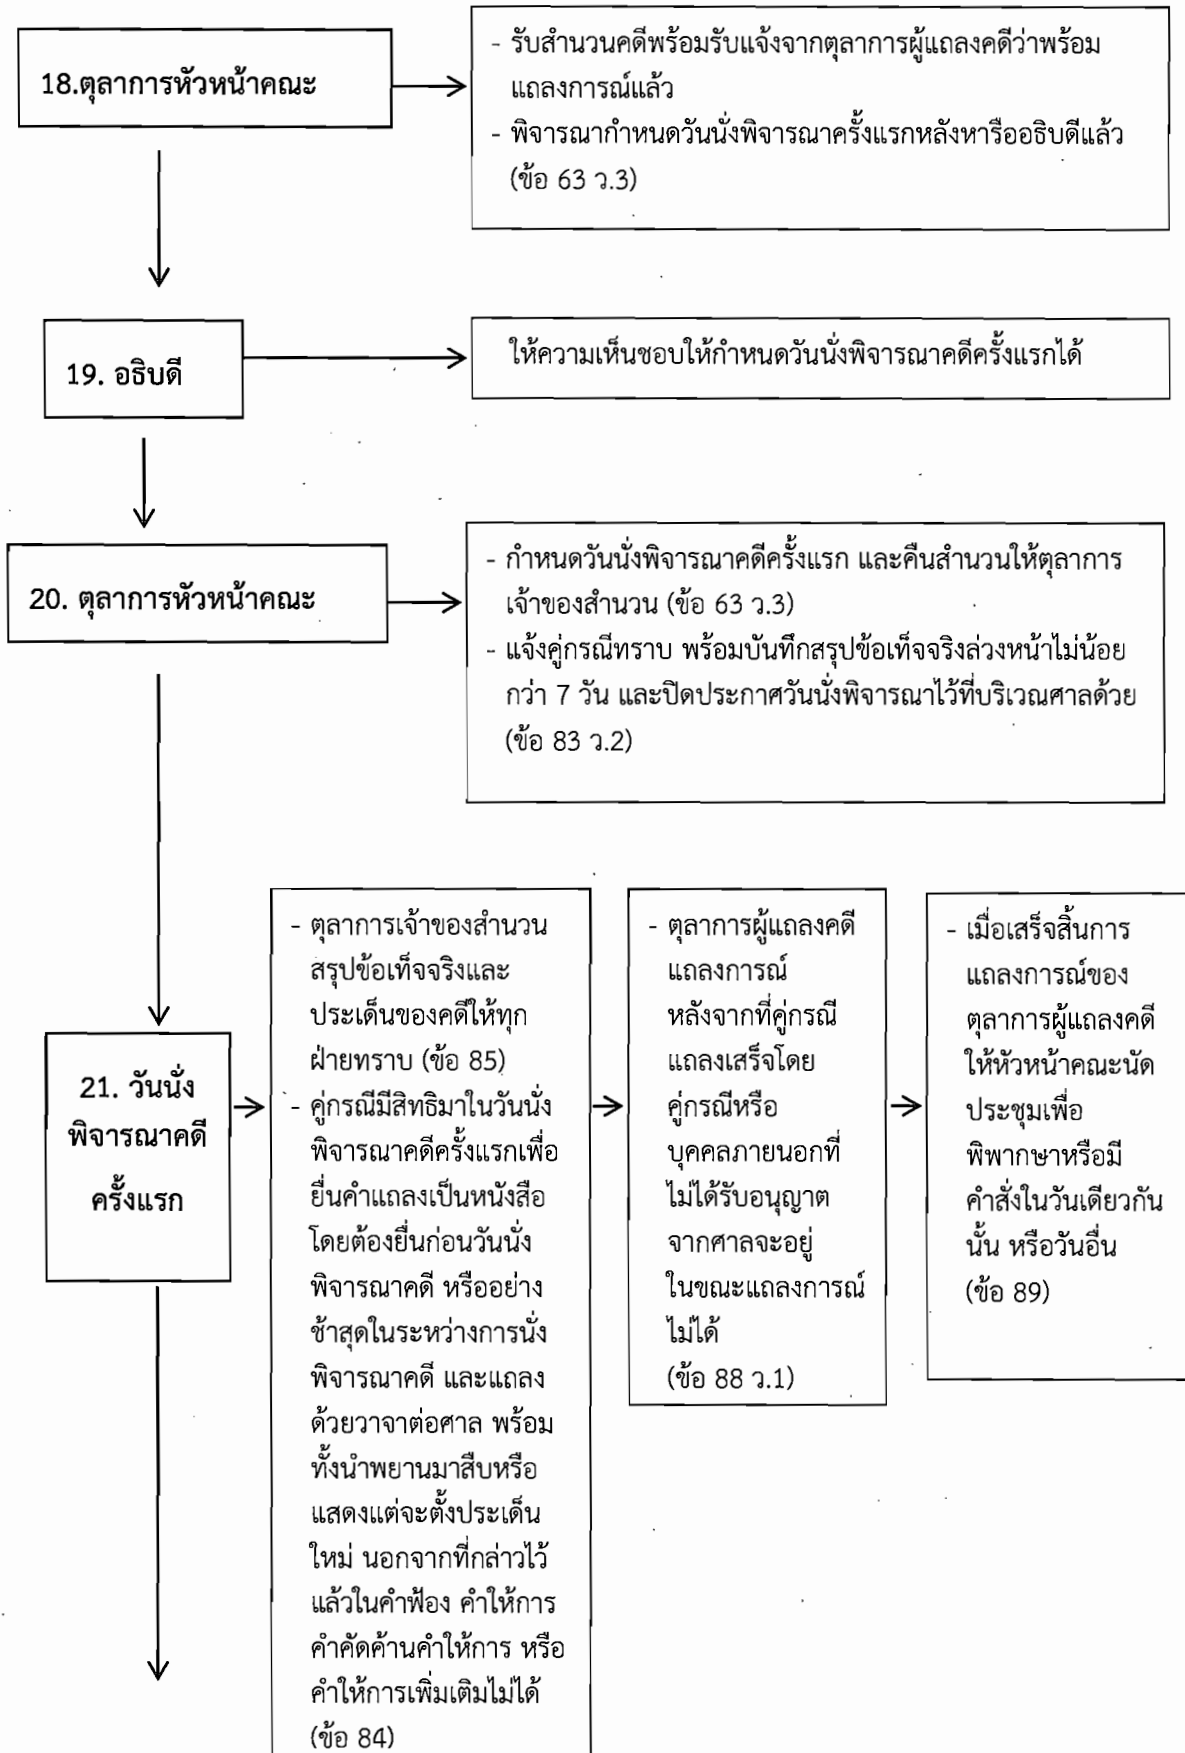 18.ตุลาการหัวหน้าคณะ
- รับสำนวนคดีพร้อมรับแจ้งจากตุลาการผู้แถลงคดีว่าพร้อม
แถลงการณ์แล้ว
- พิจารณากำหนดวันนั่งพิจารณาครั้งแรกหลังหารืออธิบดีแล้ว
(ข้อ 63 ว.3)
19. อธิบดี
ให้ความเห็นชอบให้กำหนดวันนั่งพิจารณาคดีครั้งแรกได้
20. ตุลาการหัวหน้าคณะ
- กำหนดวันนั่งพิจารณาคดีครั้งแรก และคืนสำนวนให้ตุลาการ
เจ้าของสำนวน (ข้อ 63 ว.3)
- แจ้งคู่กรณีทราบ พร้อมบันทึกสรุปข้อเท็จจริงล่วงหน้าไม่น้อย
กว่า 7 วัน และปิดประกาศวันนั่งพิจารณาไว้ที่บริเวณศาลด้วย
(ข้อ 83 ว.2)
21. วันนั่ง
พิจารณาคดี
ครั้งแรก
- ตุลาการเจ้าของสำนวน
สรุปข้อเท็จจริงและ
ประเด็นของคดีให้ทุก
ฝ่ายทราบ (ข้อ 85)
- คู่กรณีมีสิทธิมาในวันนั่ง
พิจารณาคดีครั้งแรกเพื่อ
ยื่นคำแถลงเป็นหนังสือ
โดยต้องยื่นก่อนวันนั่ง
พิจารณาคดี หรืออย่าง
ช้าสุดในระหว่างการนั่ง
พิจารณาคดี และแถลง
ด้วยวาจาต่อศาล พร้อม
ทั้งนำพยานมาสืบหรือ
แสดงแต่จะตั้งประเด็น
ใหม่ นอกจากที่กล่าวไว้
แล้วในคำฟ้อง คำให้การ
คำคัดค้านคำให้การ หรือ
คำให้การเพิ่มเติมไม่ได้
(ข้อ 84)
- ตุลาการผู้แถลงคดี
แถลงการณ์
หลังจากที่คู่กรณี
แถลงเสร็จโดย
คู่กรณีหรือ
บุคคลภายนอกที่
ไม่ได้รับอนุญาต
จากศาลจะอยู่
ในขณะแถลงการณ์
ไม่ได้
(ข้อ 88 ว.1)
- เมื่อเสร็จสิ้นการ
แถลงการณ์ของ
ตุลาการผู้แถลงคดี
ให้หัวหน้าคณะนัด
ประชุมเพื่อ
พิพากษาหรือมี
คำสั่งในวันเดียวกัน
นั้น หรือวันอื่น
(ข้อ 89)